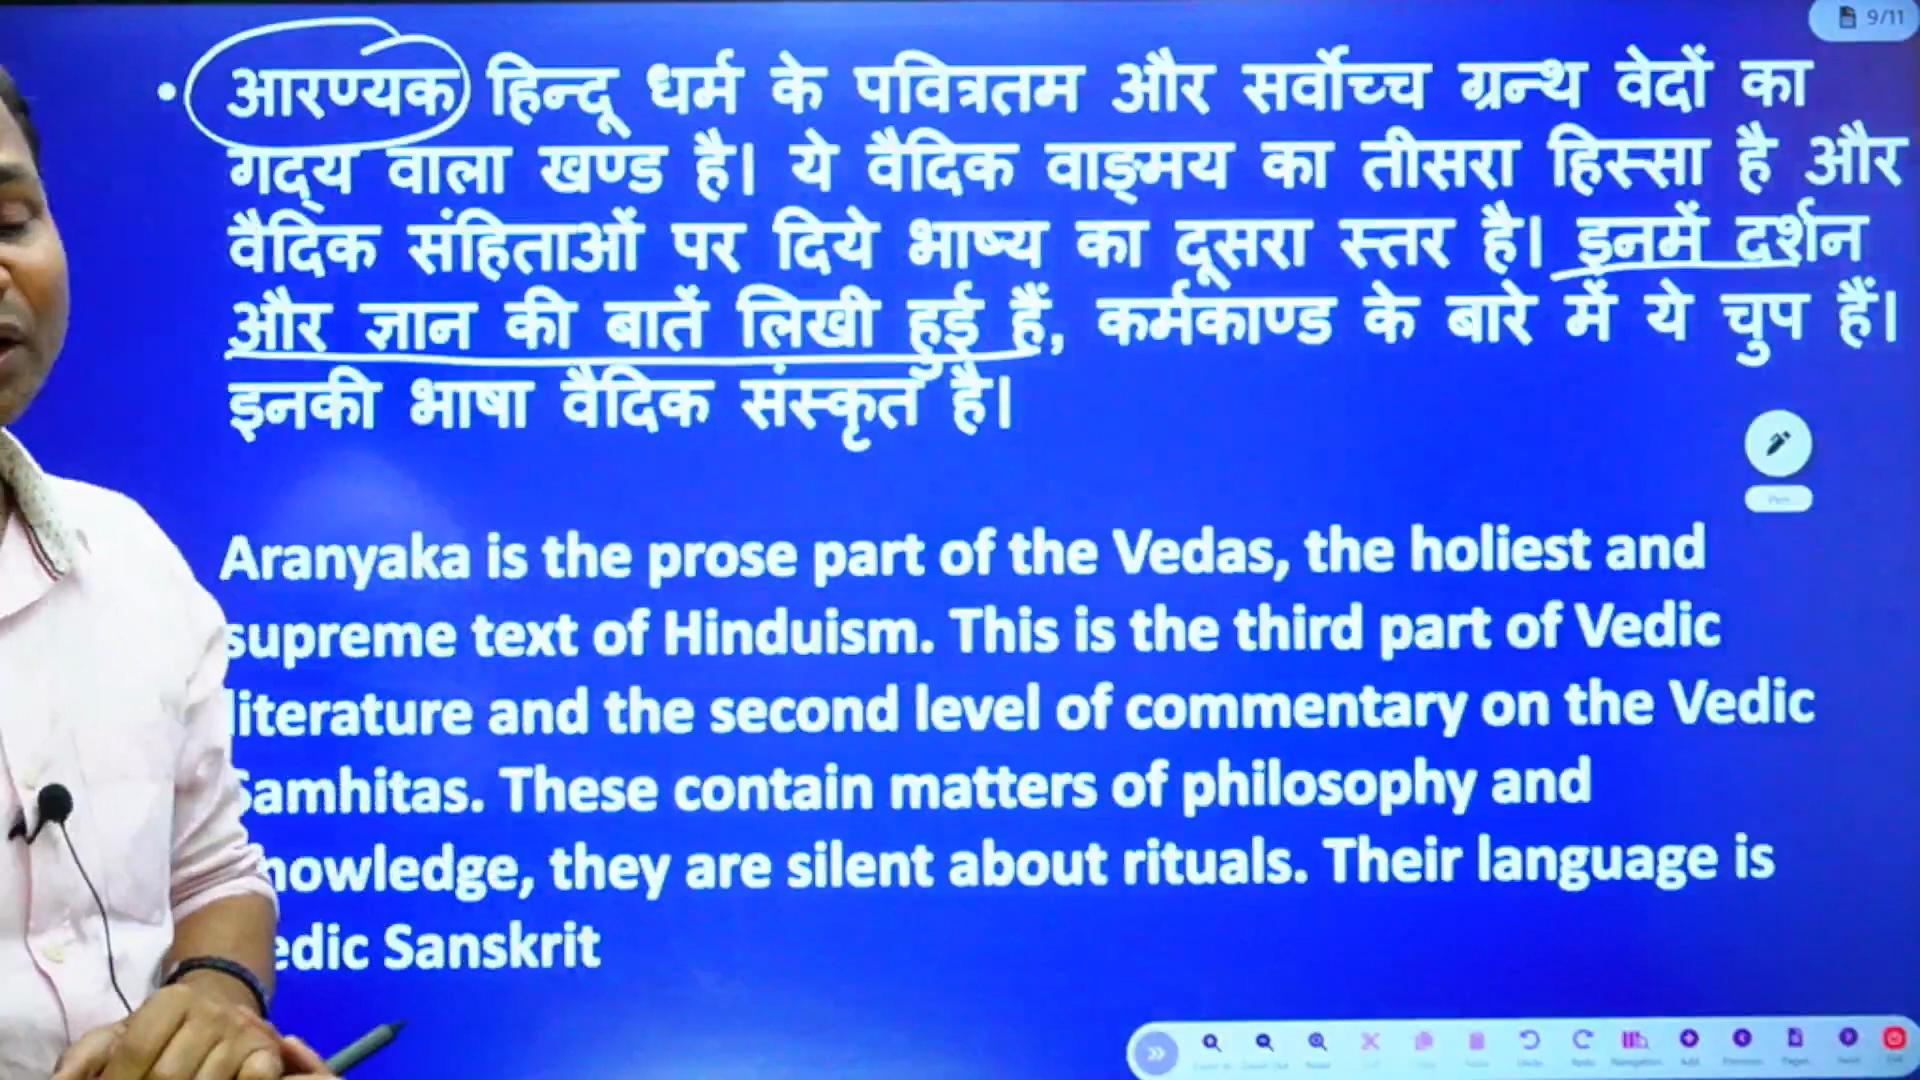 9/11
• आरण्यक हिन्दू धर्म के पवित्रतम और सर्वोच्च ग्रन्थ वेदों का
गद्य वाला खण्ड है। ये वैदिक वाङ्मय का तीसरा हिस्सा है और
वैदिक संहिताओं पर दिये भाष्य का दूसरा स्तर है। इनमें दर्शन
और ज्ञान की बातें लिखी हुई हैं, कर्मकाण्ड के बारे में ये चुप हैं।
इनकी भाषा वैदिक संस्कृत है।
Pen
Aranyaka is the prose part of the Vedas, the holiest and
supreme text of Hinduism. This is the third part of Vedic
literature and the second level of commentary on the Vedic
Samhitas. These contain matters of philosophy and
nowledge, they are silent about rituals. Their language is
edic Sanskrit